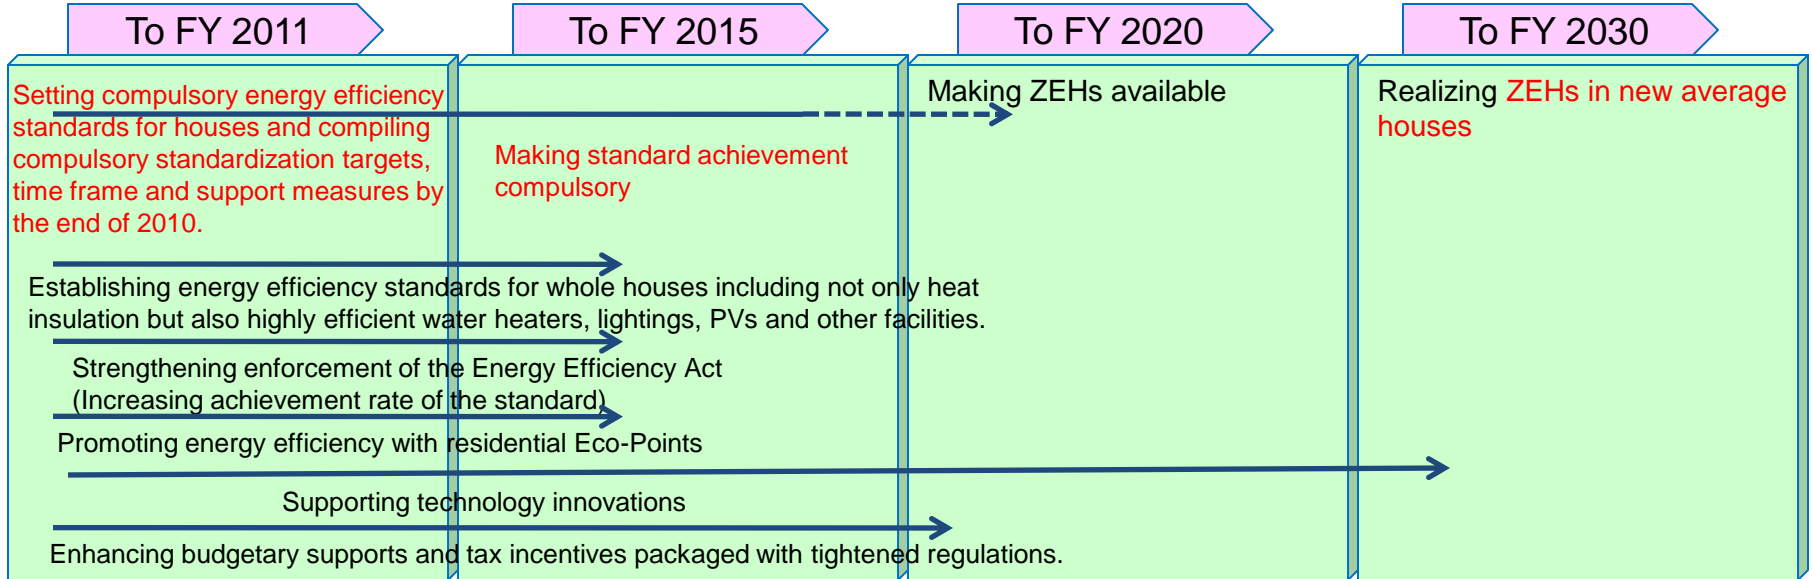 To FY 2011
To FY 2015
To FY 2020
To FY 2030
Setting compulsory energy efficiency
standards for houses and compiling
compulsory standardization targets,
time frame and support measures by
the end of 2010.
Making standard achievement
compulsory
Making ZEHs available
Realizing ZEHs in new average
houses
Establishing energy efficiency standards for whole houses including not only heat
insulation but also highly efficient water heaters, lightings, PVs and other facilities.
Strengthening enforcement of the Energy Efficiency Act
(Increasing achievement rate of the standard)
Promoting energy efficiency with residential Eco-Points
Supporting technology innovations
Enhancing budgetary supports and tax incentives packaged with tightened regulations.